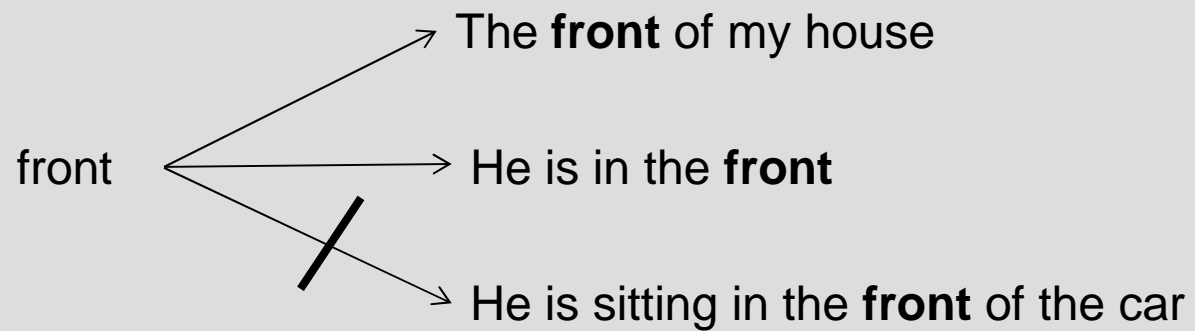 The front of my house
front
He is in the front
He is sitting in the front of the car